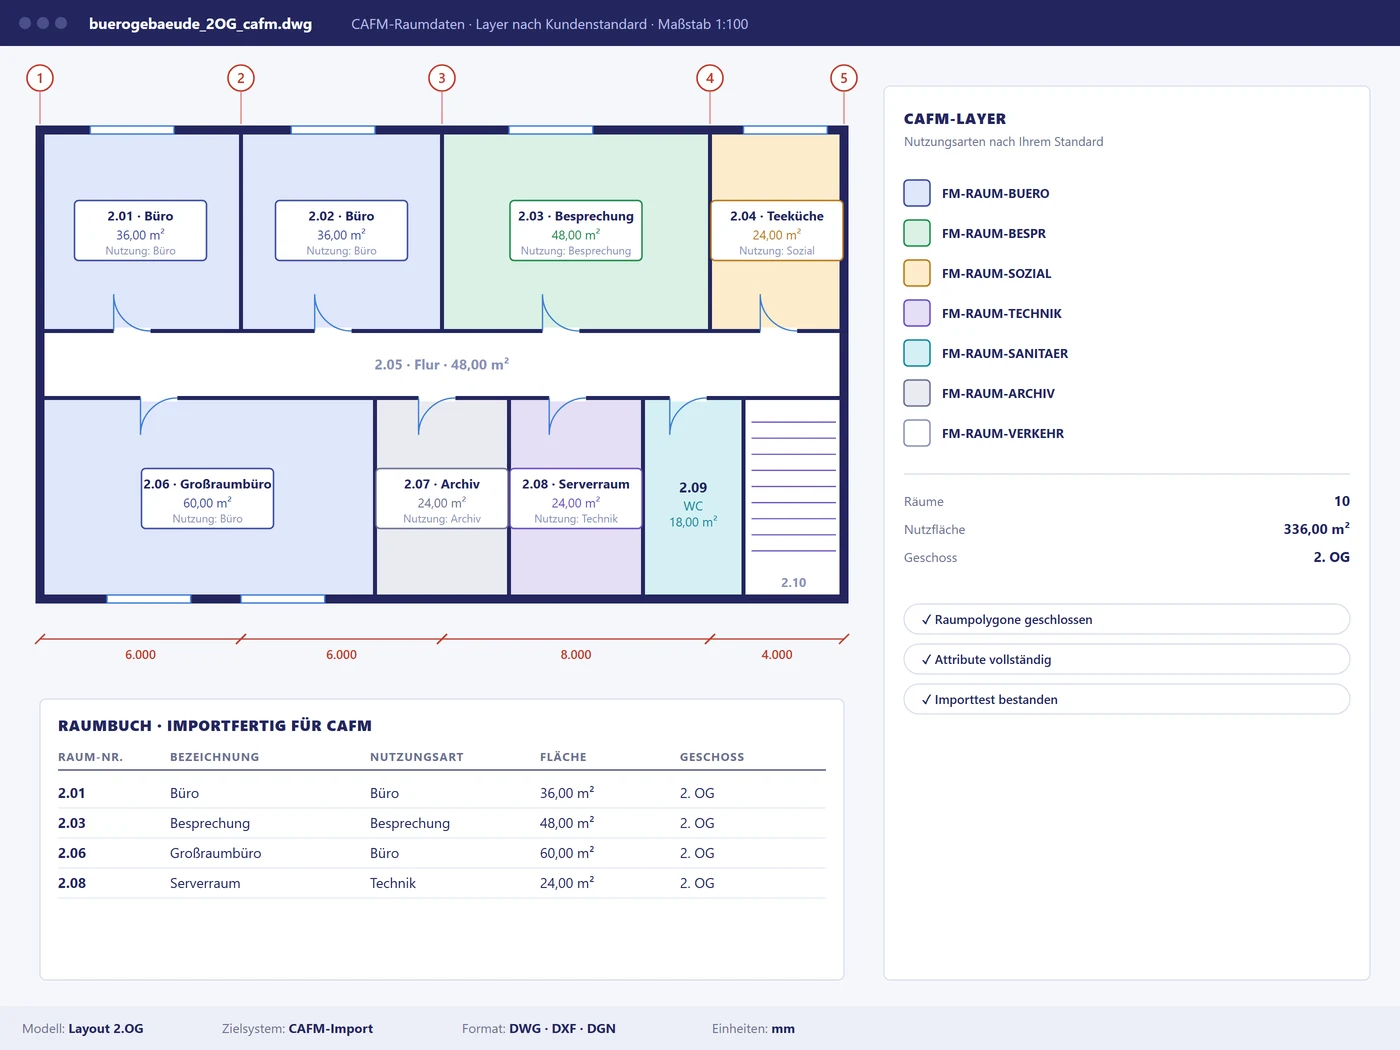 buerogebaeude_2OG_cafm.dwg
CAFM-Raumdaten · Layer nach Kundenstandard · Maßstab 1:100
1 2 3 4 5
2.01 · Büro
36,00 m²
Nutzung: Büro
2.02 · Büro
36,00 m²
Nutzung: Büro
2.03 · Besprechung
48,00 m²
Nutzung: Besprechung
2.04 · Teeküche
24,00 m²
Nutzung: Sozial
2.05 · Flur · 48,00 m²
2.06 · Großraumbüro
60,00 m²
Nutzung: Büro
2.07 · Archiv
24,00 m²
Nutzung: Archiv
2.08 · Serverraum
24,00 m²
Nutzung: Technik
2.09
WC
18,00 m²
2.10
6.000 6.000 8.000 4.000
CAFM-LAYER
Nutzungsarten nach Ihrem Standard
FM-RAUM-BUERO
FM-RAUM-BESPR
FM-RAUM-SOZIAL
FM-RAUM-TECHNIK
FM-RAUM-SANITAER
FM-RAUM-ARCHIV
FM-RAUM-VERKEHR
Räume 10
Nutzfläche 336,00 m²
Geschoss 2. OG
✓ Raumpolygone geschlossen
✓ Attribute vollständig
✓ Importtest bestanden
RAUMBUCH · IMPORTFERTIG FÜR CAFM
RAUM-NR. BEZEICHNUNG NUTZUNGSART FLÄCHE GESCHOSS
2.01 Büro Büro 36,00 m² 2. OG
2.03 Besprechung Besprechung 48,00 m² 2. OG
2.06 Großraumbüro Büro 60,00 m² 2. OG
2.08 Serverraum Technik 24,00 m² 2. OG
Modell: Layout 2.OG Zielsystem: CAFM-Import Format: DWG · DXF · DGN Einheiten: mm